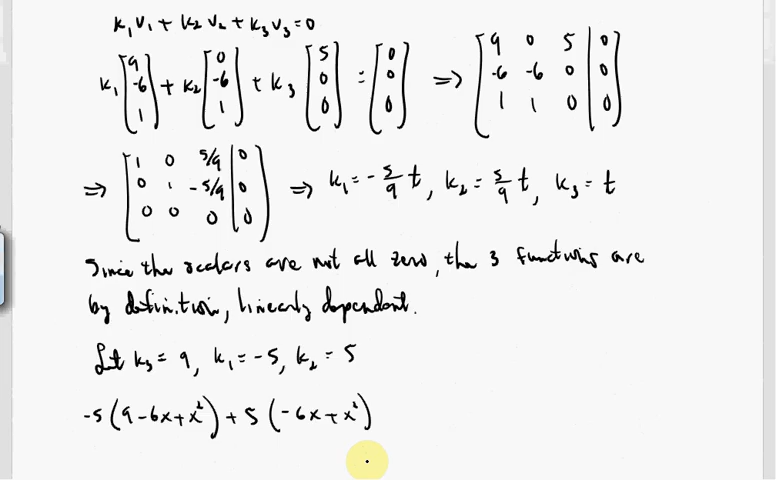 k₁v₁ + k₂v₂ + k₃v₃ = 0
k₁ [9 -6 1] + k₂ [0 -6 1] + k₃ [5 0 0] = [0 0 0] ⇒ [9 0 5 | 0; -6 -6 0 | 0; 1 1 0 | 0]
⇒ [1 0 5/9 | 0; 0 1 -5/9 | 0; 0 0 0 | 0] ⇒ k₁ = -5/9 t, k₂ = 5/9 t, k₃ = t
Since the scalars are not all zero, the 3 functions are
by definition, linearly dependent.
Let k₃ = 9, k₁ = -5, k₂ = 5
-5(9-6x+x²) + 5(-6x+x²)